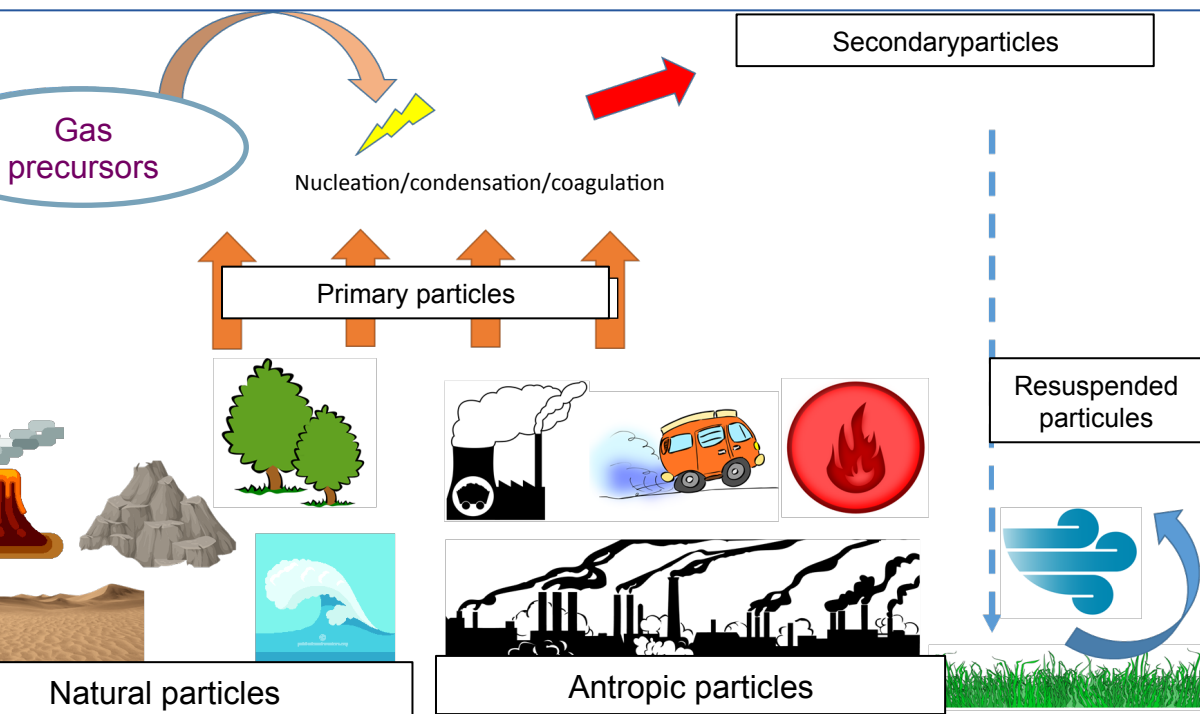 Secondaryparticles
Gas
precursors
Nucleation/condensation/coagulation
Primary particles
Resuspended
particules
Natural particles
Antropic particles